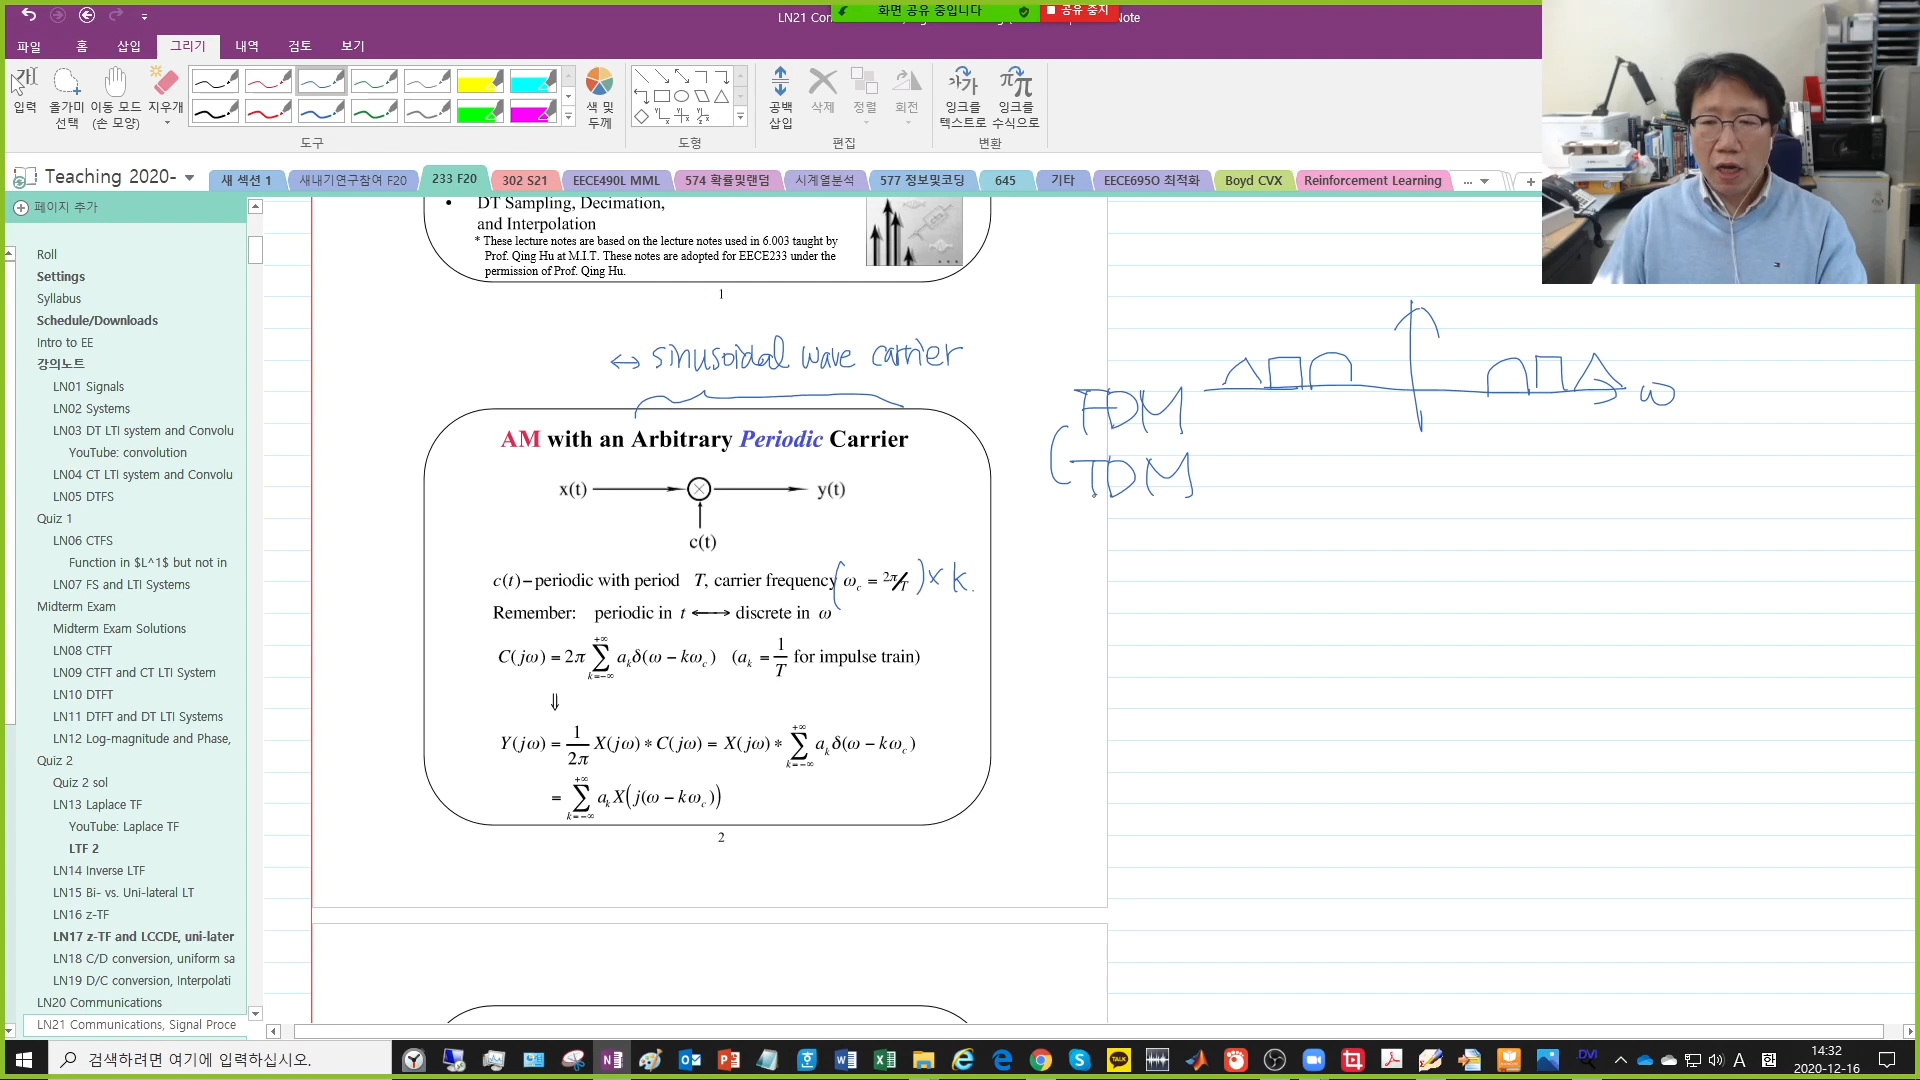 LN21 Con
Note
화면 공유 중입니다
공유 중지
파일 홈 삽입 그리기 내역 검토 보기
입력
올가미 선택
이동 모드 (손 모양)
지우개
색 및 두께
공백 삽입
삭제
정렬
회전
잉크를 텍스트로
잉크를 수식으로
도구 도형 편집 변환
Teaching 2020-
새 섹션 1
새내기연구참여 F20
233 F20
302 S21
EECE490L MML
574 확률및랜덤
시계열분석
577 정보및코딩
645
기타
EECE695O 최적화
Boyd CVX
Reinforcement Learning
...
페이지 추가
Roll
Settings
Syllabus
Schedule/Downloads
Intro to EE
강의노트
LN01 Signals
LN02 Systems
LN03 DT LTI system and Convolu
YouTube: convolution
LN04 CT LTI system and Convolu
LN05 DTFS
Quiz 1
LN06 CTFS
Function in $L^1$ but not in
LN07 FS and LTI Systems
Midterm Exam
Midterm Exam Solutions
LN08 CTFT
LN09 CTFT and CT LTI System
LN10 DTFT
LN11 DTFT and DT LTI Systems
LN12 Log-magnitude and Phase,
Quiz 2
Quiz 2 sol
LN13 Laplace TF
YouTube: Laplace TF
LTF 2
LN14 Inverse LTF
LN15 Bi- vs. Uni-lateral LT
LN16 z-TF
LN17 z-TF and LCCDE, uni-later
LN18 C/D conversion, uniform sa
LN19 D/C conversion, Interpolati
LN20 Communications
LN21 Communications, Signal Proce
• DT Sampling, Decimation,
and Interpolation
* These lecture notes are based on the lecture notes used in 6.003 taught by
Prof. Qing Hu at M.I.T. These notes are adopted for EECE233 under the
permission of Prof. Qing Hu.
1
↔ sinusoidal wave carrier
AM with an Arbitrary Periodic Carrier
x(t) y(t)
c(t)
c(t) – periodic with period T, carrier frequency (ω_c = 2π/T) × k.
Remember: periodic in t ⟷ discrete in ω
C(jω) = 2π ∑_{k=−∞}^{+∞} a_k δ(ω − kω_c) (a_k = 1/T for impulse train)
⇓
Y(jω) = 1/2π X(jω) * C(jω) = X(jω) * ∑_{k=−∞}^{+∞} a_k δ(ω − kω_c)
= ∑_{k=−∞}^{+∞} a_k X(j(ω − kω_c))
2
FDM
TDM
ω
검색하려면 여기에 입력하십시오.
A 한
14:32
2020-12-16